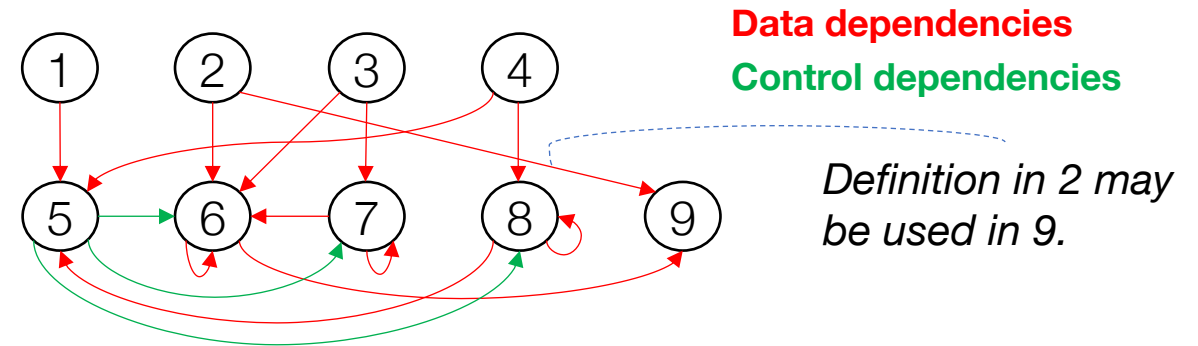 Data dependencies
Control dependencies
1 2 3 4
Definition in 2 may
be used in 9.
5 6 7 8 9